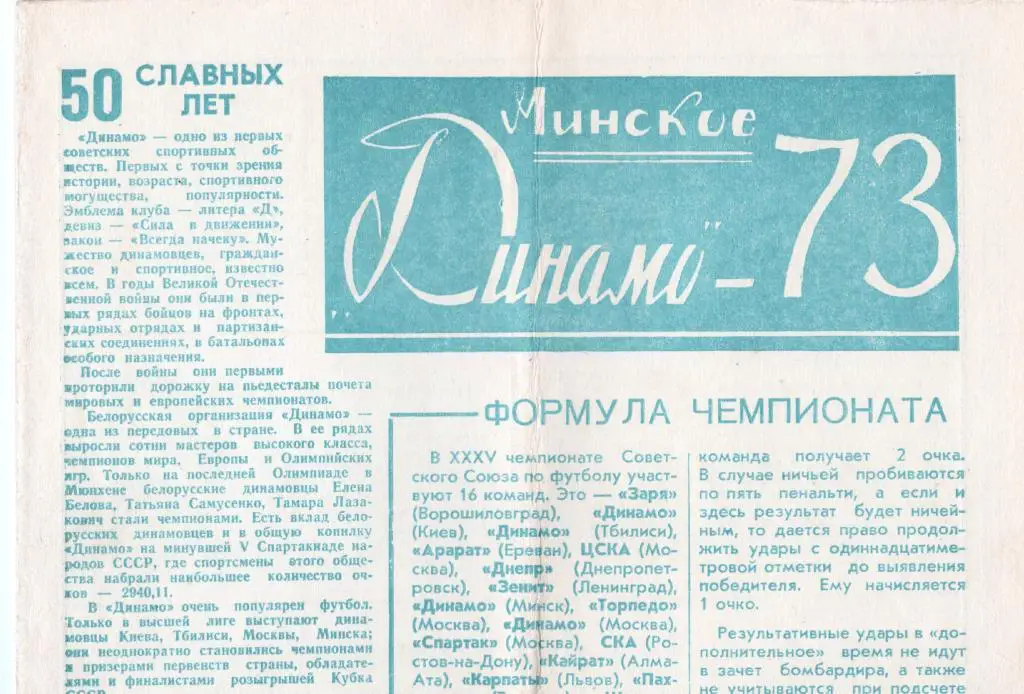 50 СЛАВНЫХ
ЛЕТ
«Динамо» — одно из первых
советских спортивных об-
ществ. Первых с точки зрения
истории, возраста, спортивного
могущества, популярности.
Эмблема клуба — литера «Д»,
девиз — «Сила в движении»,
закон — «Всегда начеку». Му-
жество динамовцев, граждан-
ское и спортивное, известно
всем. В годы Великой Отечест-
венной войны они были в пер-
вых рядах бойцов на фронтах,
ударных отрядах и партизан-
ских соединениях, в батальонах
особого назначения.
После войны они первыми
проторили дорожку на пьедесталы почета
мировых и европейских чемпионатов.
Белорусская организация «Динамо» —
одна из передовых в стране. В ее рядах
выросли сотни мастеров высокого класса,
чемпионов мира, Европы и Олимпийских
игр. Только на последней Олимпиаде в
Мюнхене белорусские динамовцы Елена
Белова, Татьяна Самусенко, Тамара Лаза-
кович стали чемпионами. Есть вклад бело-
русских динамовцев и в общую копилку
«Динамо» на минувшей V Спартакиаде на-
родов СССР, где спортсмены этого обще-
ства набрали наибольшее количество оч-
ков — 2940,11.
В «Динамо» очень популярен футбол.
Только в высшей лиге выступают дина-
мовцы Киева, Тбилиси, Москвы, Минска;
они неоднократно становились чемпионами
и призерами первенств страны, обладате-
лями и финалистами розыгрышей Кубка
СССР
Минское
"Динамо" — 73
ФОРМУЛА ЧЕМПИОНАТА
В XXXV чемпионате Совет-
ского Союза по футболу участ-
вуют 16 команд. Это — «Заря»
(Ворошиловград), «Динамо»
(Киев), «Динамо» (Тбилиси),
«Арарат» (Ереван), ЦСКА (Мо-
сква), «Днепр» (Днепропет-
ровск), «Зенит» (Ленинград),
«Динамо» (Минск), «Торпедо»
(Москва), «Динамо» (Москва),
«Спартак» (Москва), СКА (Ро-
стов-на-Дону), «Кайрат» (Алма-
Ата), «Карпаты» (Львов), «Пах-
команда получает 2 очка.
В случае ничьей пробиваются
по пять пенальти, а если и
здесь результат будет ничей-
ным, то дается право продол-
жить удары с одиннадцатиме-
тровой отметки до выявления
победителя. Ему начисляется
1 очко.
Результативные удары в «до-
полнительное» время не идут
в зачет бомбардира, а также
не учитываются при подсе-